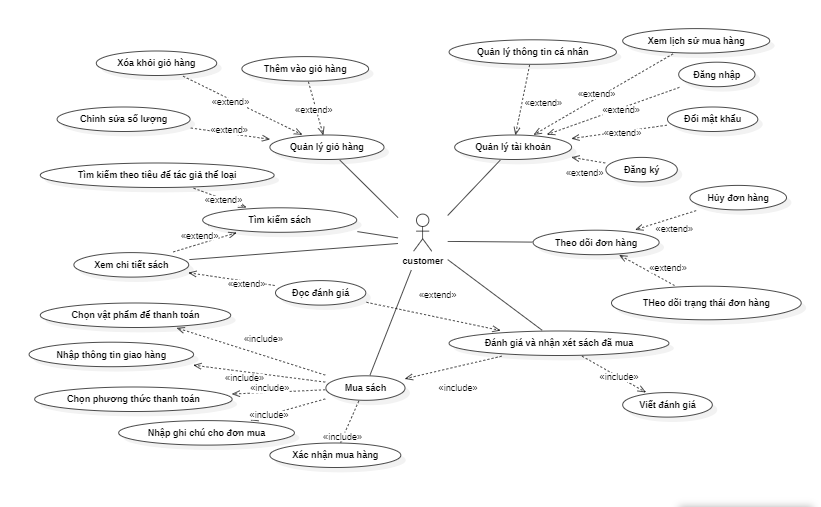 Xem lịch sử mua hàng
Quản lý thông tin cá nhân
Xóa khỏi giỏ hàng
Thêm vào giỏ hàng
Đăng nhập
«extend»
«extend»
«extend»
«extend»
«extend»
Chỉnh sửa số lượng
Đổi mật khẩu
«extend»
«extend»
Quản lý giỏ hàng
Quản lý tài khoản
«extend»
Đăng ký
Tìm kiếm theo tiêu đề tác giả thể loại
«extend»
Hủy đơn hàng
Tìm kiếm sách
«extend»
«extend»
Theo dõi đơn hàng
customer
Xem chi tiết sách
«extend»
«extend»
Đọc đánh giá
«extend»
THeo dõi trạng thái đơn hàng
Chọn vật phẩm để thanh toán
«include»
Đánh giá và nhận xét sách đã mua
Nhập thông tin giao hàng
«include»
«include»
«include»
Mua sách
«include»
Chọn phương thức thanh toán
Viết đánh giá
«include»
Nhập ghi chú cho đơn mua
«include»
Xác nhận mua hàng